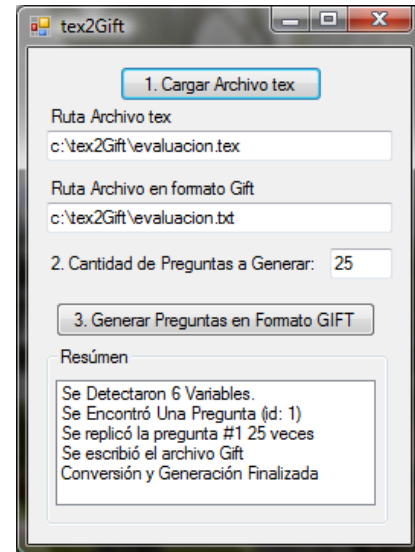 tex2Gift
1. Cargar Archivo tex
Ruta Archivo tex
c:\tex2Gift\evaluacion.tex
Ruta Archivo en formato Gift
c:\tex2Gift\evaluacion.txt
2. Cantidad de Preguntas a Generar: 25
3. Generar Preguntas en Formato GIFT
Resúmen
Se Detectaron 6 Variables.
Se Encontró Una Pregunta (id: 1)
Se replicó la pregunta #1 25 veces
Se escribió el archivo Gift
Conversión y Generación Finalizada